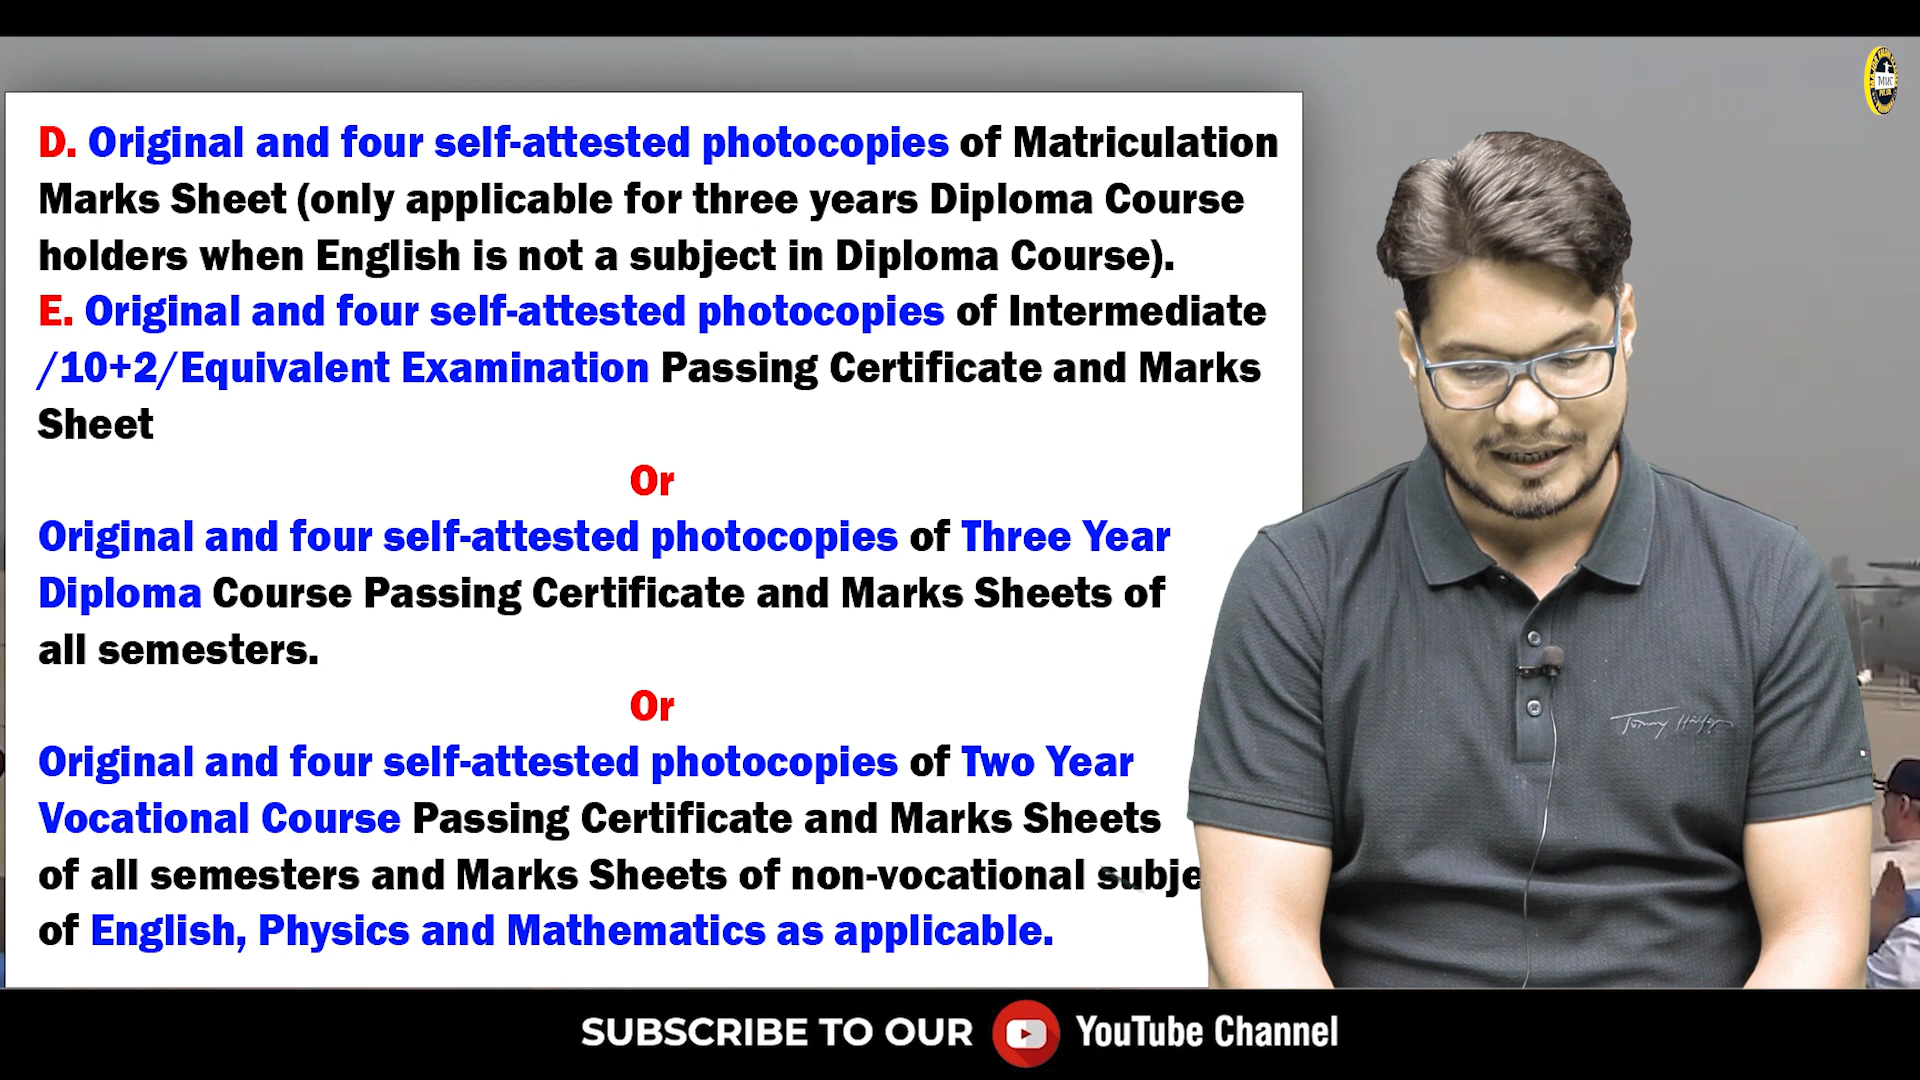 D. Original and four self-attested photocopies of Matriculation
Marks Sheet (only applicable for three years Diploma Course
holders when English is not a subject in Diploma Course).
E. Original and four self-attested photocopies of Intermediate
/10+2/Equivalent Examination Passing Certificate and Marks
Sheet
Or
Original and four self-attested photocopies of Three Year
Diploma Course Passing Certificate and Marks Sheets of
all semesters.
Or
Original and four self-attested photocopies of Two Year
Vocational Course Passing Certificate and Marks Sheets
of all semesters and Marks Sheets of non-vocational subje
of English, Physics and Mathematics as applicable.
Tommy Hilfiger
SUBSCRIBE TO OUR YouTube Channel